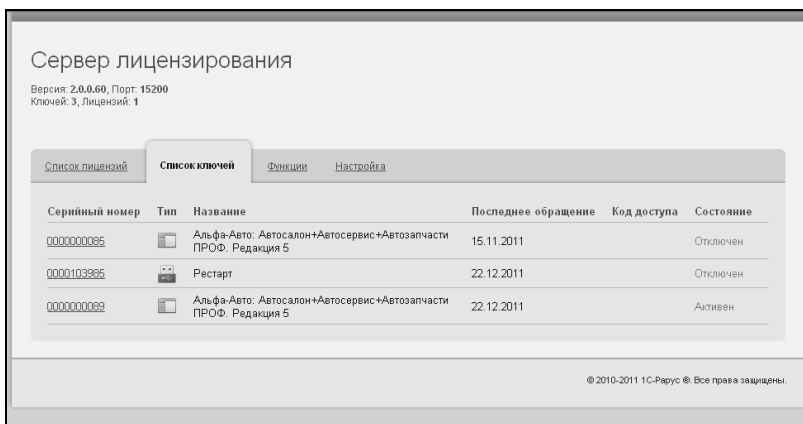 Сервер лицензирования
Версия: 2.0.0.60, Порт: 15200
Ключей: 3, Лицензий: 1
Список лицензий Список ключей Функции Настройка
Серийный номер Тип Название Последнее обращение Код доступа Состояние
0000000085 Альфа-Авто: Автосалон+Автосервис+Автозапчасти ПРОФ. Редакция 5 15.11.2011 Отключен
0000103985 Рестарт 22.12.2011 Отключен
0000000089 Альфа-Авто: Автосалон+Автосервис+Автозапчасти ПРОФ. Редакция 5 22.12.2011 Активен
© 2010-2011 1С-Рарус ®. Все права защищены.